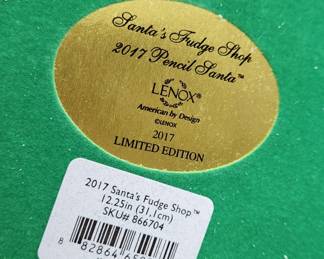 Santa's Fudge Shop
2017 Pencil Santa™
LENOX®
American by Design
©LENOX
2017
LIMITED EDITION
2017 Santa's Fudge Shop™
12.25in (31.1cm)
SKU# 866704
8